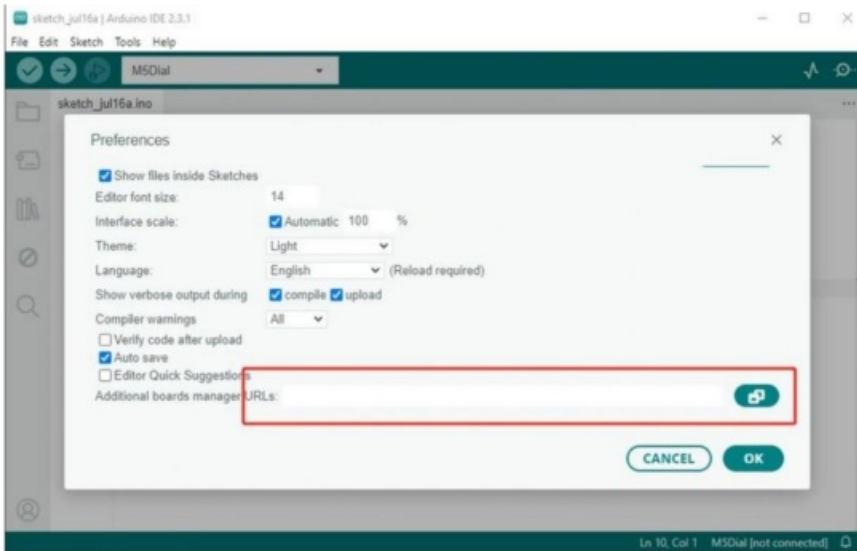 sketch_jul16a | Arduino IDE 2.3.1
File Edit Sketch Tools Help
M5Dial
sketch_jul16a.ino
Preferences
Show files inside Sketches
Editor font size: 14
Interface scale: Automatic 100 %
Theme: Light
Language: English (Reload required)
Show verbose output during compile upload
Compiler warnings All
Verify code after upload
Auto save
Editor Quick Suggestions
Additional boards manager URLs:
CANCEL OK
Ln 10, Col 1 M5Dial [not connected]